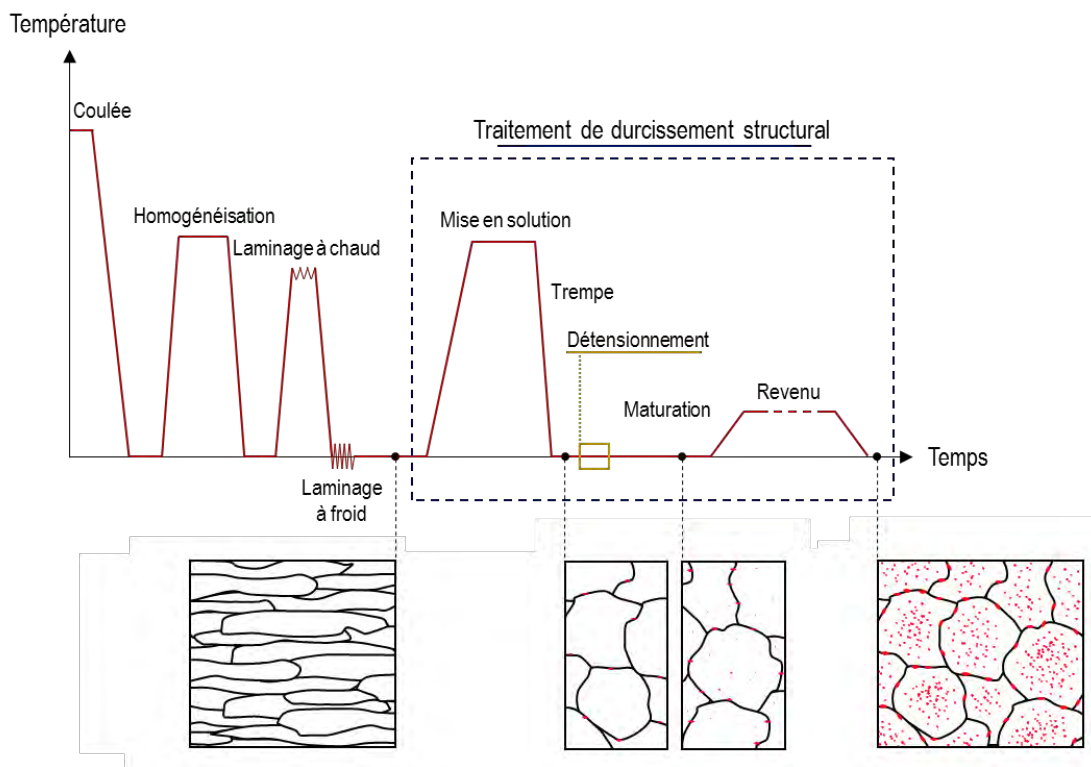 Température
Coulée
Traitement de durcissement structural
Homogénéisation
Mise en solution
Laminage à chaud
Trempe
Détensionnement
Revenu
Maturation
Temps
Laminage
à froid